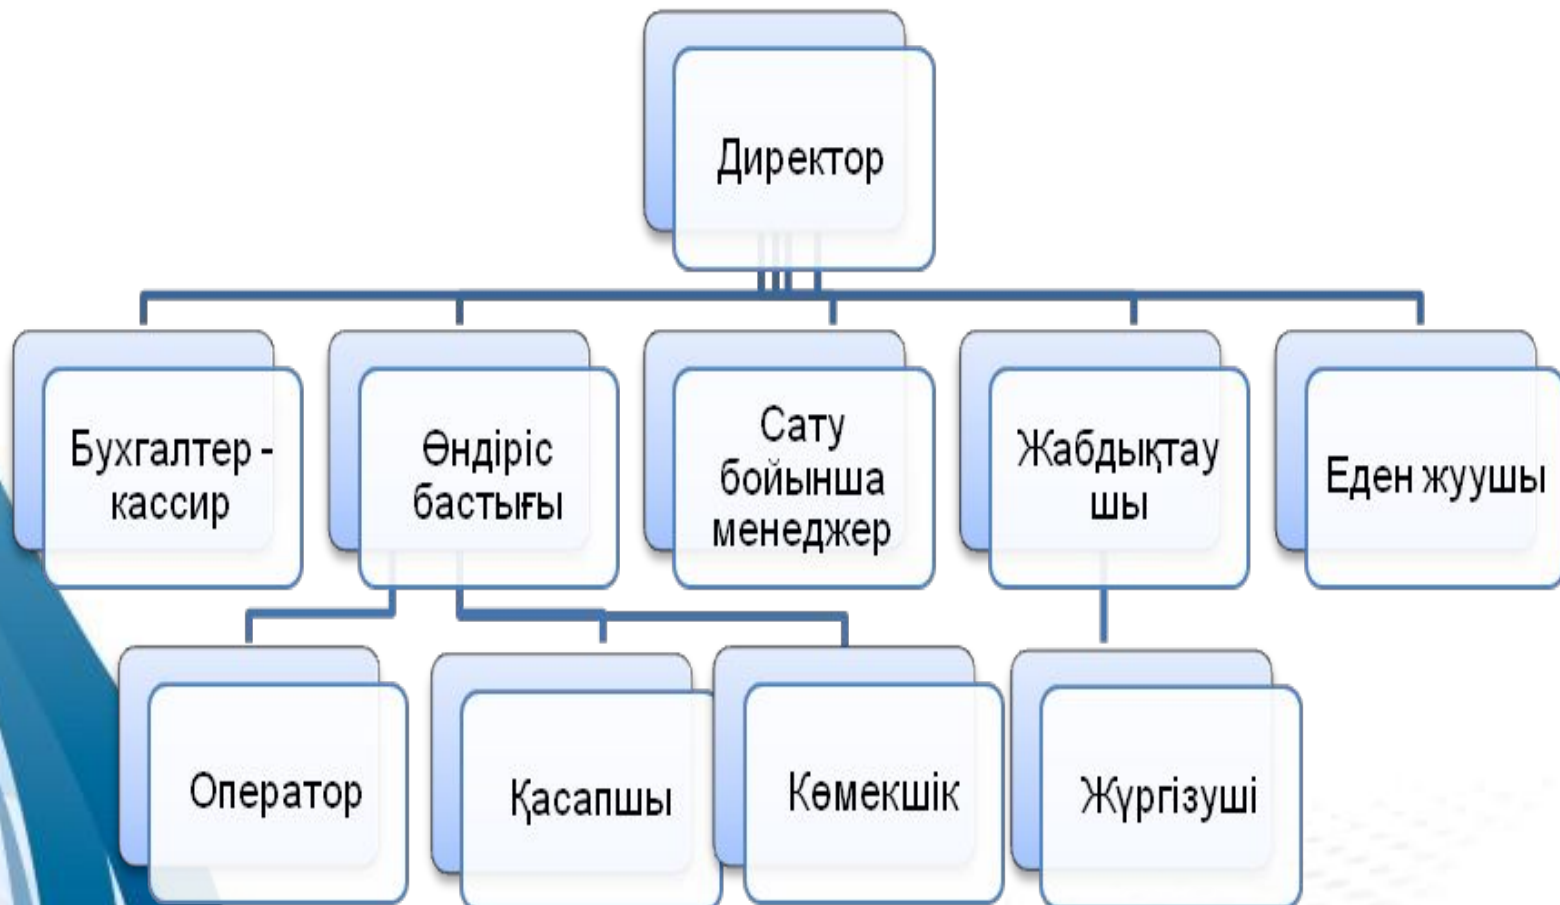 Директор
Бухгалтер -
кассир
Өндіріс
бастығы
Сату
бойынша
менеджер
Жабдықтау
шы
Еден жуушы
Оператор
Қасапшы
Көмекшік
Жүргізуші